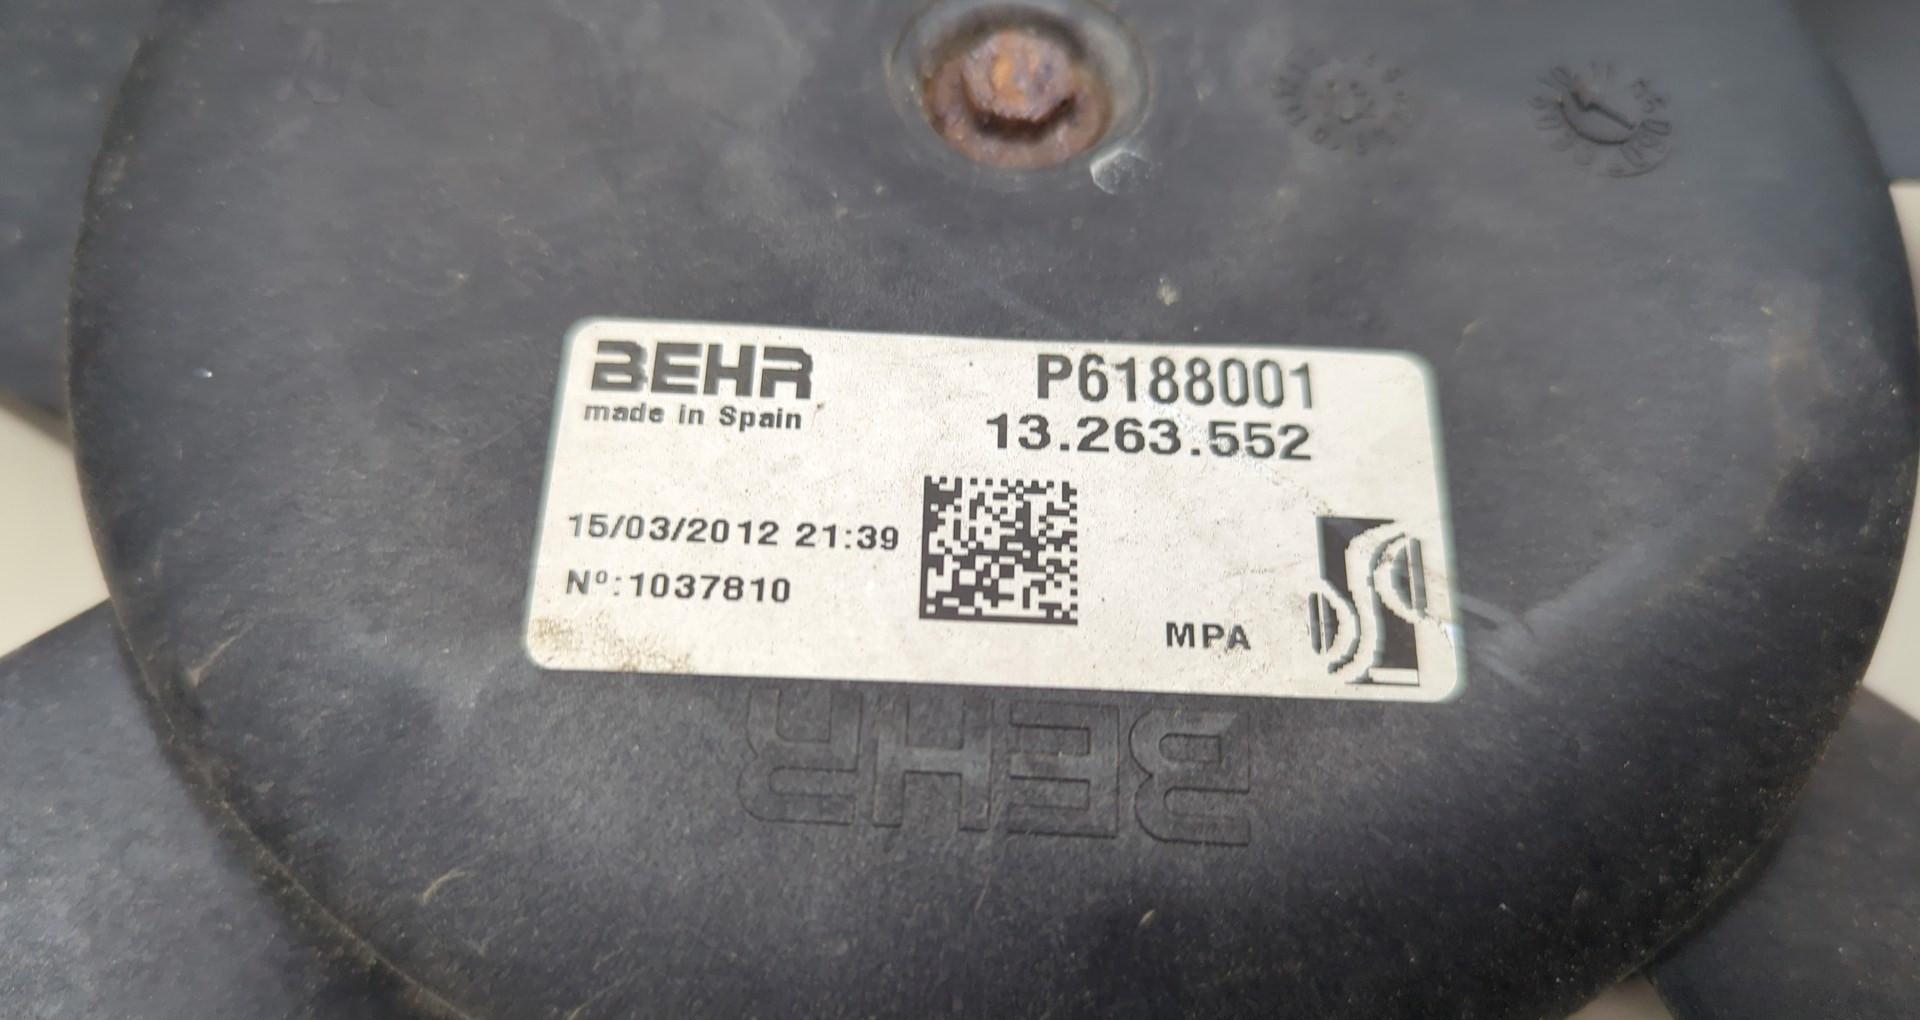 BEHR
made in Spain
P6188001
13.263.552
15/03/2012 21:39
Nº:1037810
MPA
BEHR